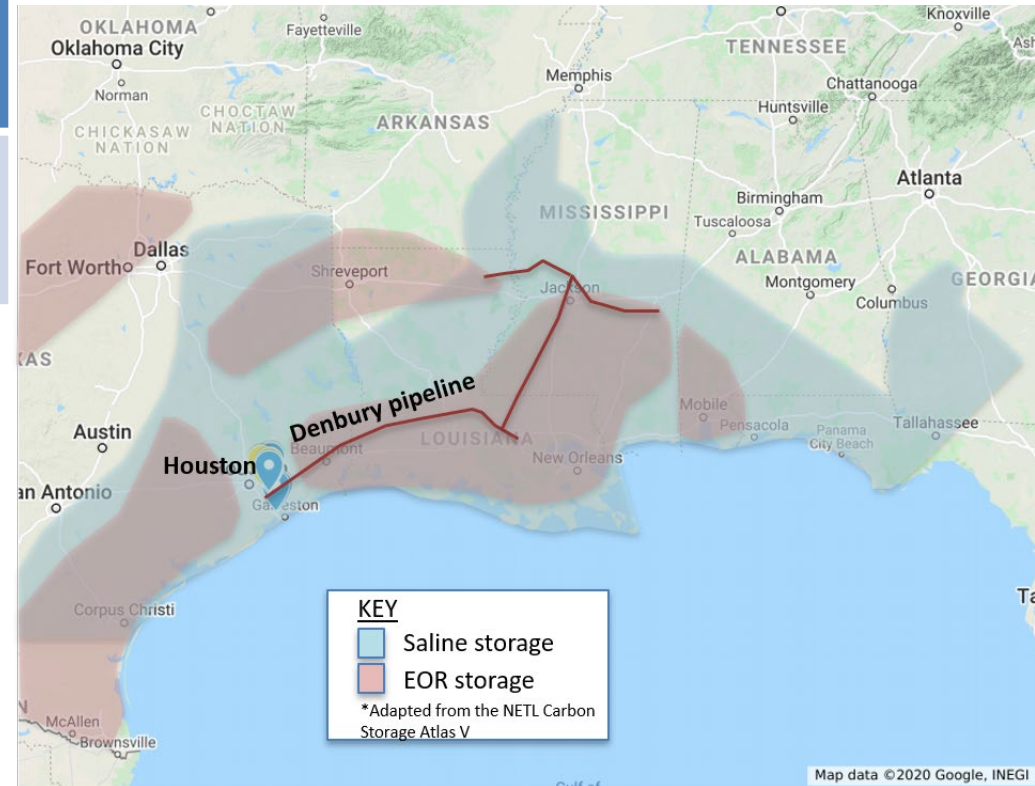 OKLAHOMA
Oklahoma City
Norman
Fayetteville
Knoxville
TENNESSEE
Memphis
Chattanooga
Huntsville
CHOCTAW
NATION
CHICKASAW
NATION
ARKANSAS
Atlanta
Birmingham
Tuscaloosa
MISSISSIPPI
ALABAMA
GEORGIA
Montgomery
Columbus
Dallas
Fort Worth
Shreveport
Jackson
AS
Denbury pipeline
Austin
Houston
Beaumont
LOUISIANA
Mobile
Pensacola
Panama
City Beach
Tallahassee
New Orleans
an Antonio
Galveston
Corpus Christi
McAllen
Brownsville
KEY
Saline storage
EOR storage
*Adapted from the NETL Carbon
Storage Atlas V
Map data ©2020 Google, INEGI